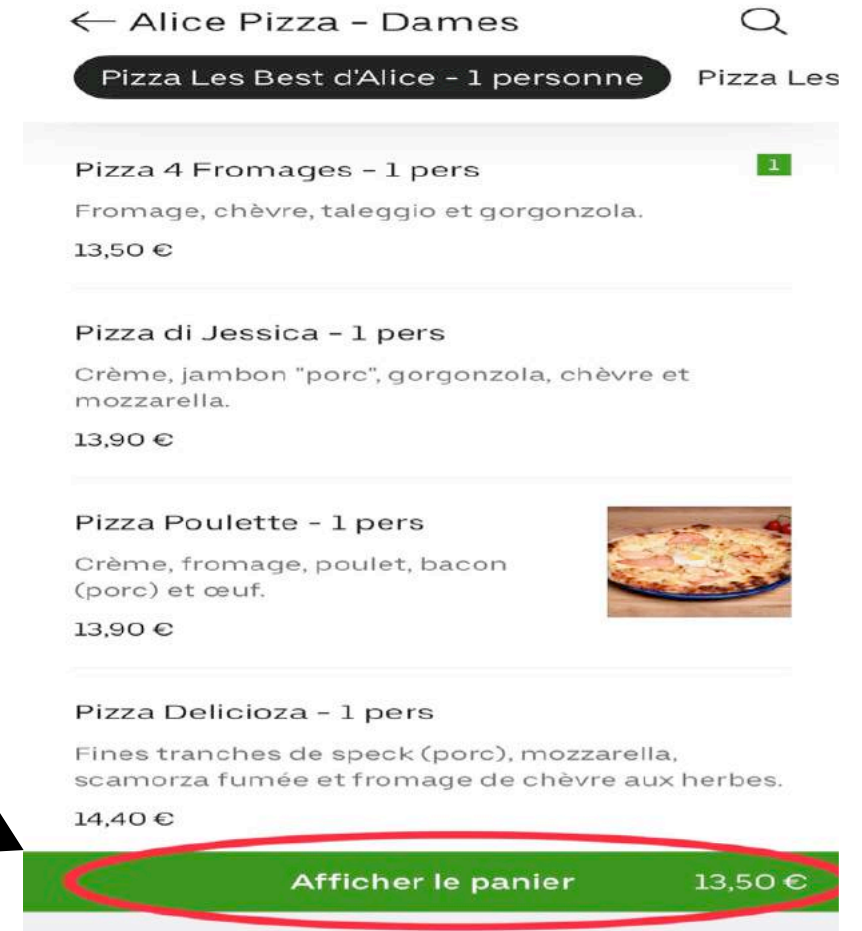 ← Alice Pizza – Dames
Pizza Les Best d'Alice – 1 personne Pizza Les
Pizza 4 Fromages – 1 pers 1
Fromage, chèvre, taleggio et gorgonzola.
13,50 €
Pizza di Jessica – 1 pers
Crème, jambon "porc", gorgonzola, chèvre et
mozzarella.
13,90 €
Pizza Poulette – 1 pers
Crème, fromage, poulet, bacon
(porc) et œuf.
13,90 €
Pizza Delicioza – 1 pers
Fines tranches de speck (porc), mozzarella,
scamorza fumée et fromage de chèvre aux herbes.
14,40 €
Afficher le panier 13,50 €